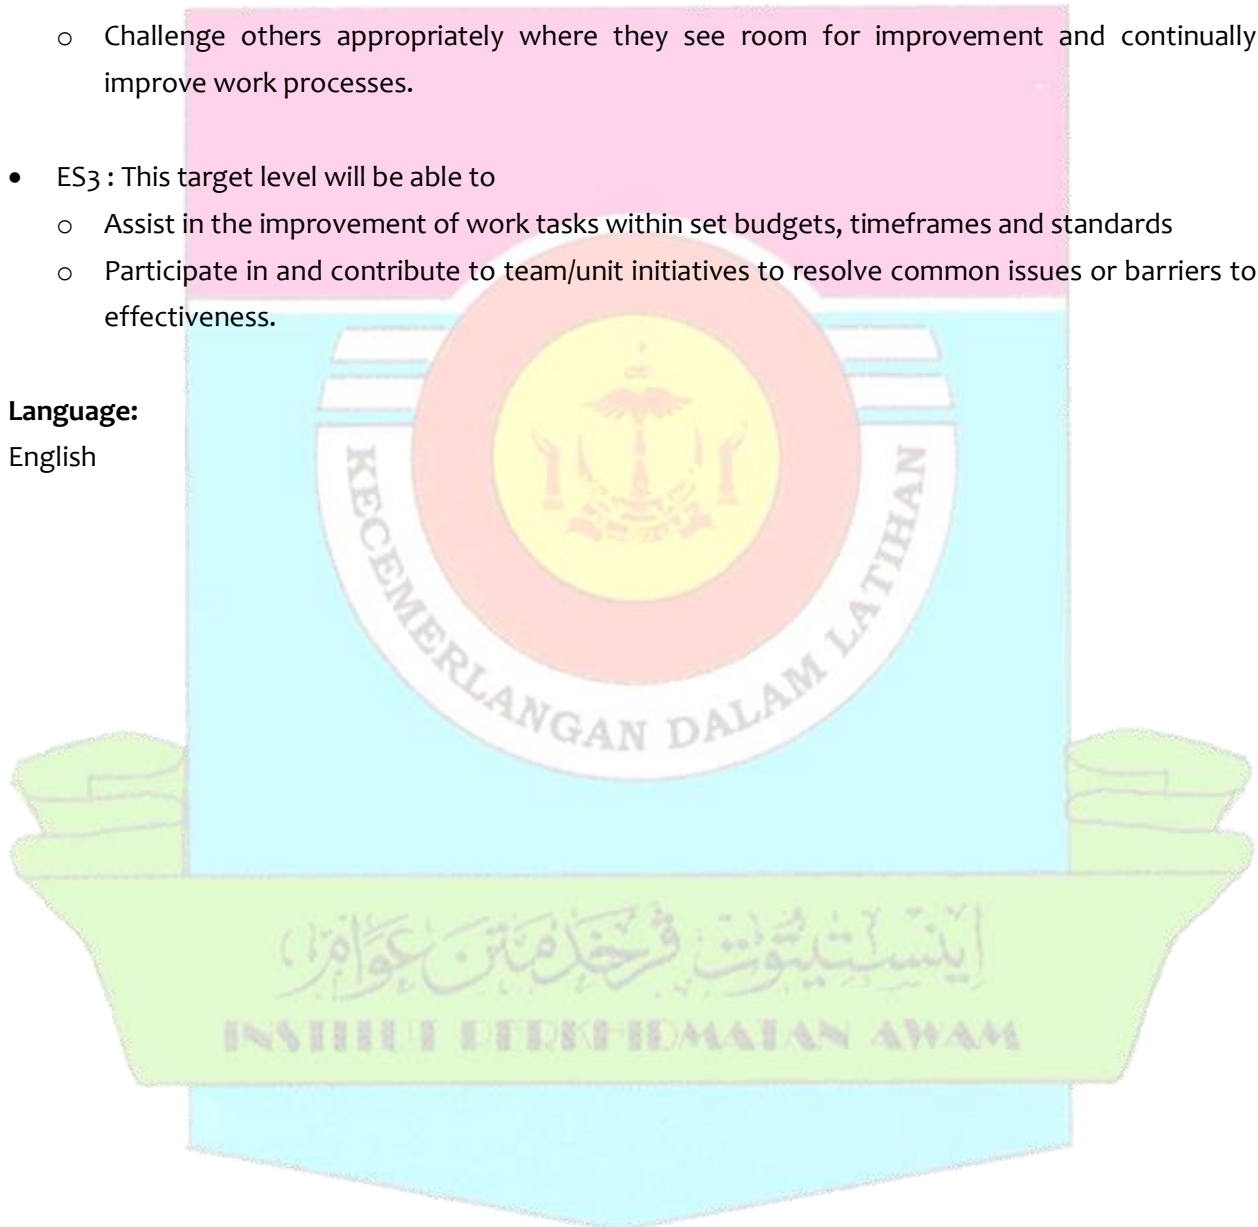 o Challenge others appropriately where they see room for improvement and continually
improve work processes.
• ES3 : This target level will be able to
o Assist in the improvement of work tasks within set budgets, timeframes and standards
o Participate in and contribute to team/unit initiatives to resolve common issues or barriers to
effectiveness.
Language:
English
KECEMERLANGAN DALAM LATIHAN
اينستيتوت فرخدمتن عوام
INSTITUT PERKHIDMATAN AWAM